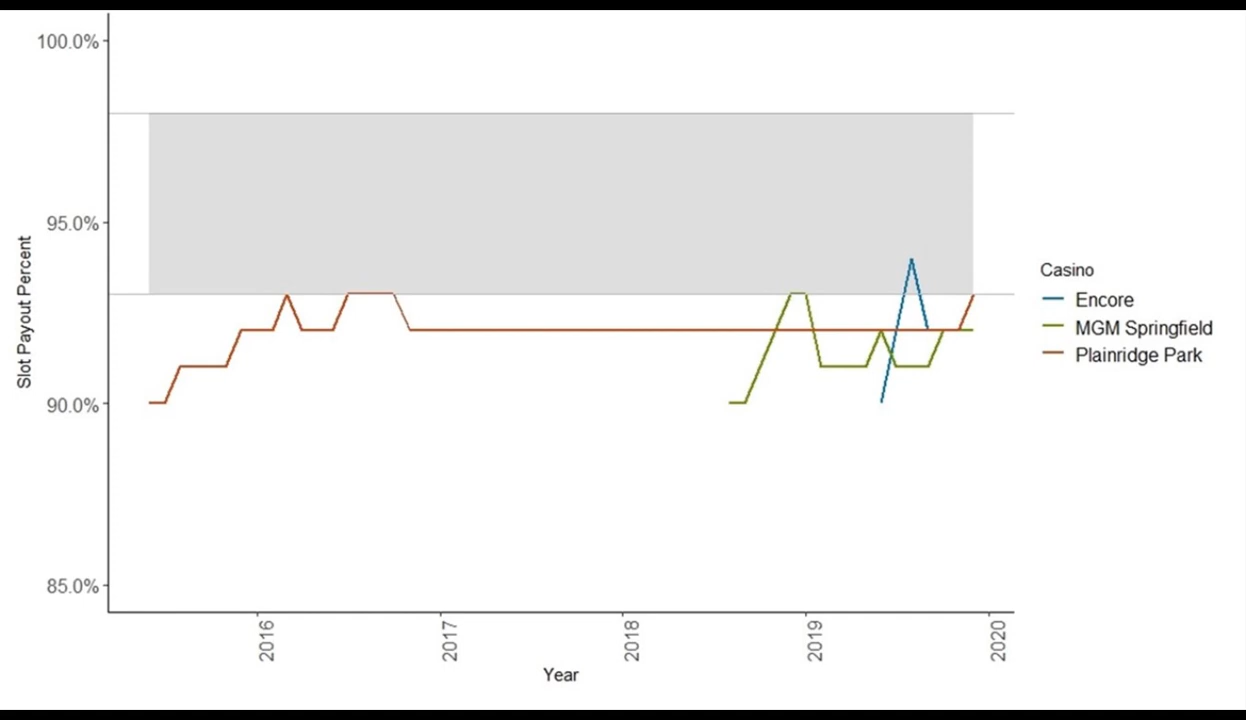 100.0%
95.0%
90.0%
85.0%
Slot Payout Percent
2016
2017
2018
2019
2020
Year
Casino
Encore
MGM Springfield
Plainridge Park